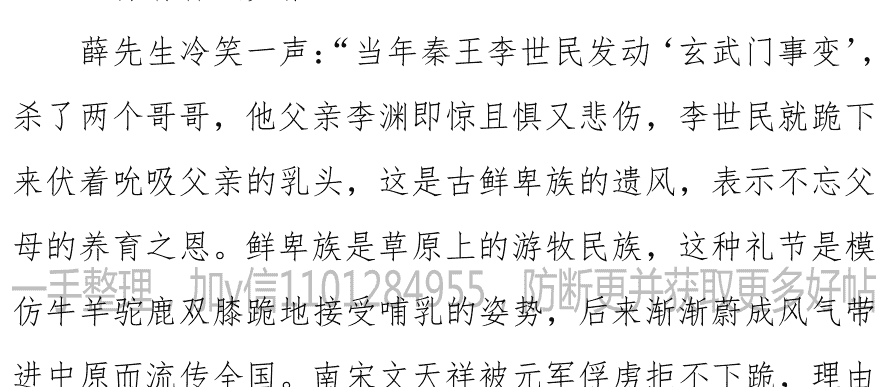 薛先生冷笑一声：“当年秦王李世民发动‘玄武门事变’，
杀了两个哥哥，他父亲李渊即惊且惧又悲伤，李世民就跪下
来伏着吮吸父亲的乳头，这是古鲜卑族的遗风，表示不忘父
母的养育之恩。鲜卑族是草原上的游牧民族，这种礼节是模
一手整理，加v信1101284955，防断更并获取更多好帖
仿牛羊驼鹿双膝跪地接受哺乳的姿势，后来渐渐蔚成风气带
进中原而流传全国。南宋文天祥被元军俘虏拒不下跪，理由